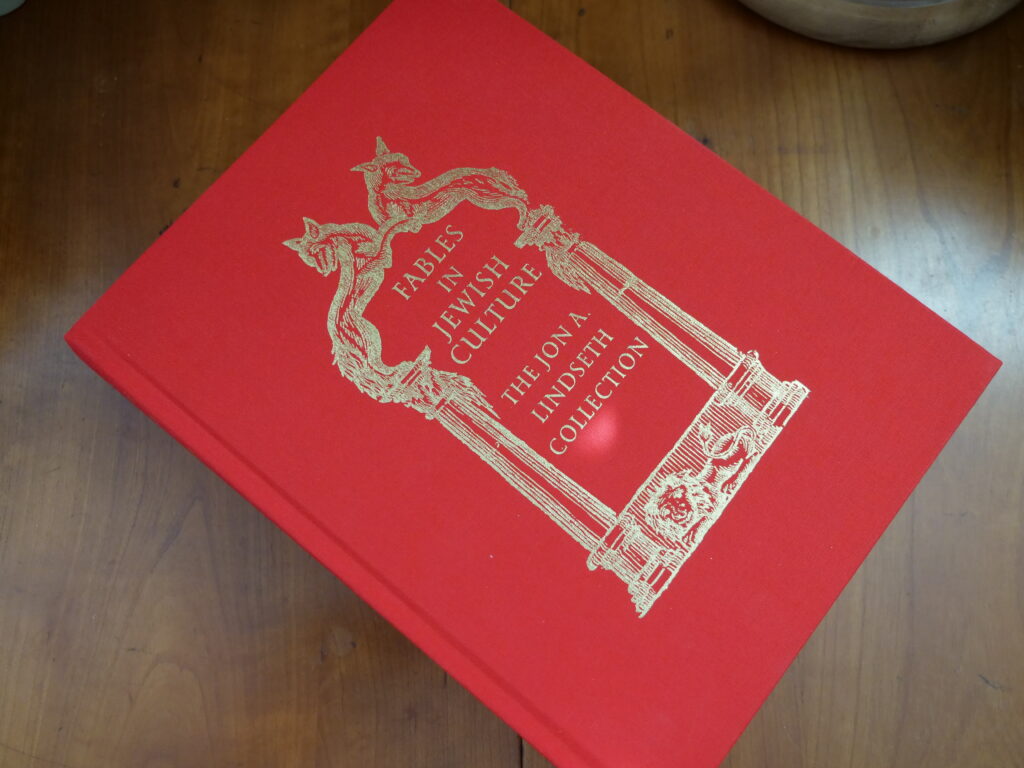 FABLES
IN
JEWISH
CULTURE
THE JON A.
LINDSETH
COLLECTION